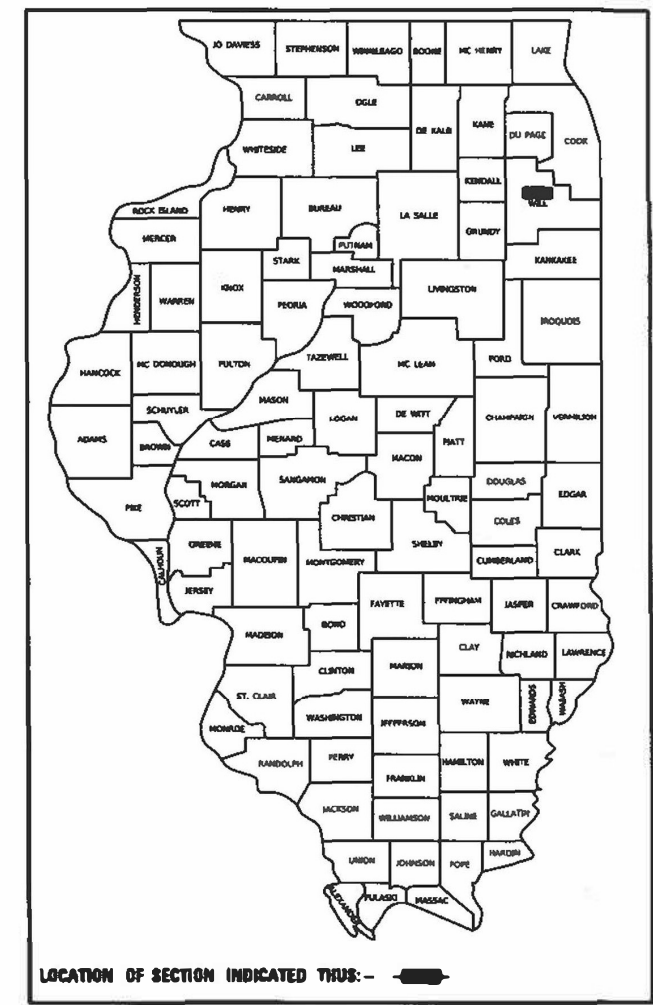 JO DAVIESS STEPHENSON WINNEBAGO BOONE MC HENRY LAKE
CARROLL OGLE DE KALB KANE DU PAGE COOK
WHITESIDE LEE KENDALL
ROCK ISLAND HENRY BUREAU LA SALLE GRUNDY WILL
MERCER STARK PUTNAM KANKAKEE
MARSHALL
HENDERSON WARREN KNOX PEORIA WOODFORD LIVINGSTON IROQUOIS
HANCOCK MC DONOUGH FULTON TAZEWELL MC LEAN FORD
SCHUYLER MASON LOGAN DE WITT CHAMPAIGN VERMILION
ADAMS BROWN CASS MENARD MACON PIATT
PIKE SCOTT MORGAN SANGAMON MOULTRIE DOUGLAS EDGAR
CHRISTIAN COLES
CALHOUN GREENE MACOUPIN MONTGOMERY SHELBY CUMBERLAND CLARK
JERSEY FAYETTE EFFINGHAM JASPER CRAWFORD
MADISON BOND
CLINTON MARION CLAY RICHLAND LAWRENCE
ST. CLAIR WASHINGTON JEFFERSON WAYNE EDWARDS WABASH
MONROE
RANDOLPH PERRY FRANKLIN HAMILTON WHITE
JACKSON WILLIAMSON SALINE GALLATIN
UNION JOHNSON POPE HARDIN
ALEXANDER PULASKI MASSAC
LOCATION OF SECTION INDICATED THUS:-